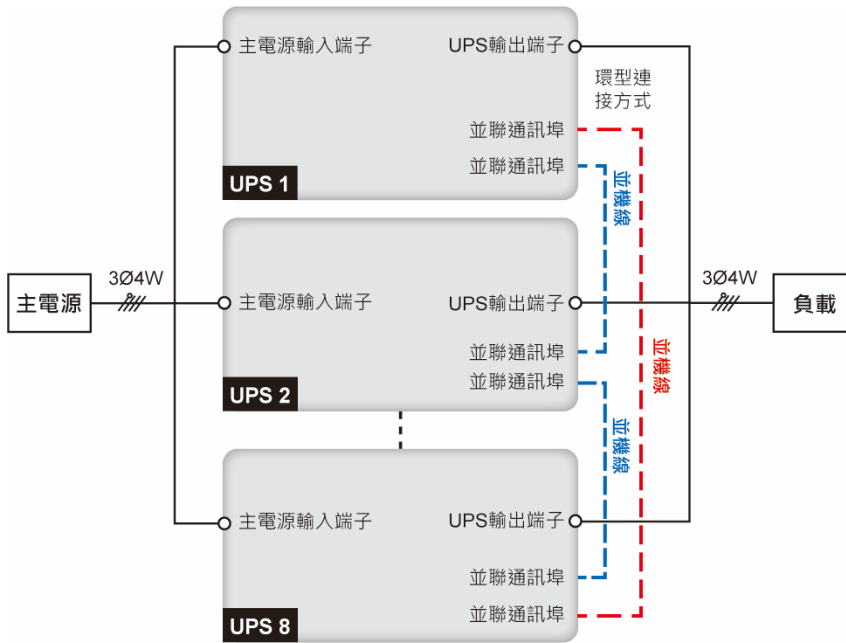 主電源輸入端子
UPS輸出端子
環型連
接方式
並聯通訊埠
並聯通訊埠
並機線
UPS 1
主電源
3Ø4W
主電源輸入端子
UPS輸出端子
3Ø4W
負載
並聯通訊埠
並聯通訊埠
並機線
UPS 2
並機線
主電源輸入端子
UPS輸出端子
並聯通訊埠
並聯通訊埠
UPS 8